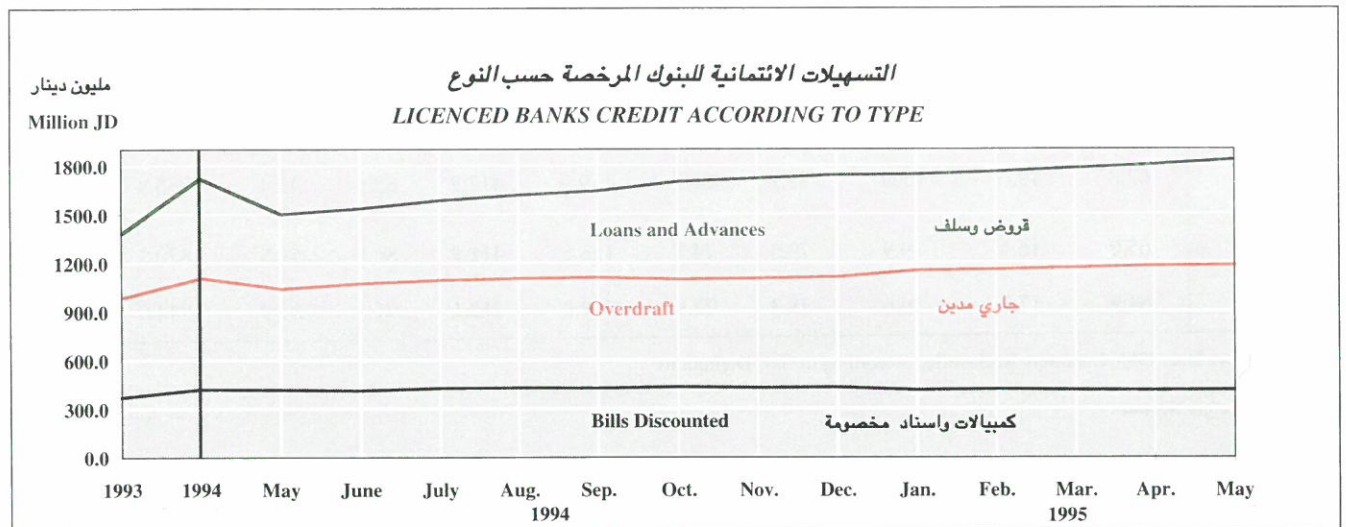 التسهيلات الائتمانية للبنوك المرخصة حسب النوع
مليون دينار
LICENCED BANKS CREDIT ACCORDING TO TYPE
Million JD
1800.0
1500.0
Loans and Advances قروض وسلف
1200.0
900.0
Overdraft جاري مدين
600.0
300.0
Bills Discounted كمبيالات واسناد مخصومة
0.0
1993 1994 May June July Aug. Sep. Oct. Nov. Dec. Jan. Feb. Mar. Apr. May
1994 1995